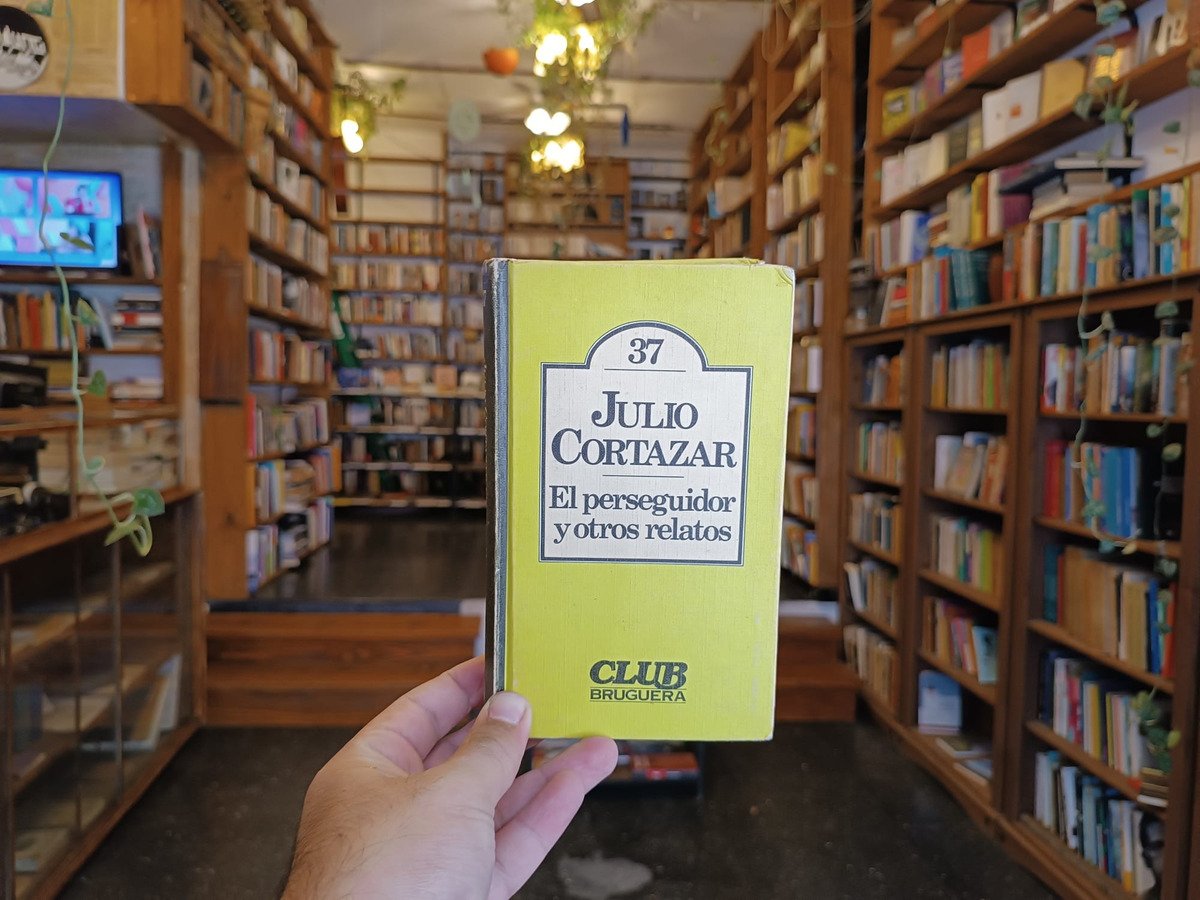 37
JULIO
CORTAZAR
El perseguidor
y otros relatos
CLUB
BRUGUERA